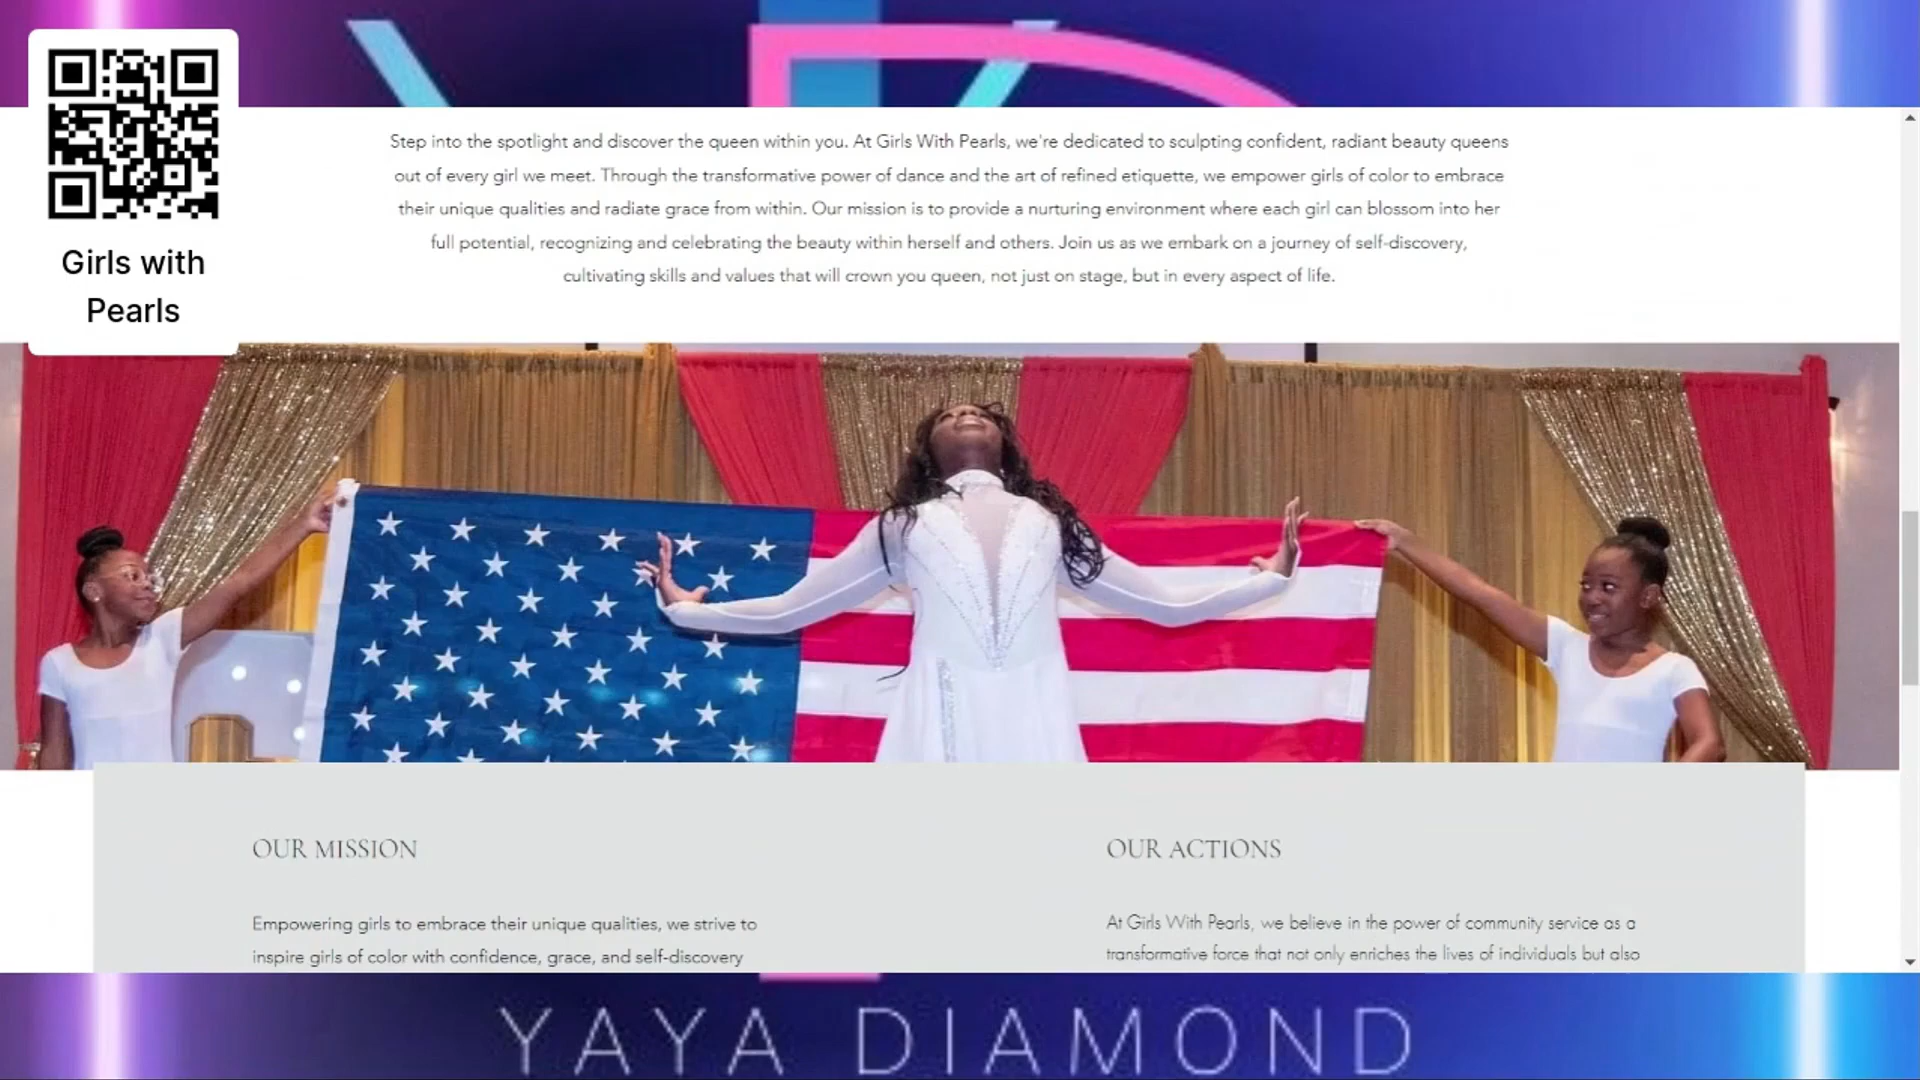 Girls with
Pearls
Step into the spotlight and discover the queen within you. At Girls With Pearls, we're dedicated to sculpting confident, radiant beauty queens
out of every girl we meet. Through the transformative power of dance and the art of refined etiquette, we empower girls of color to embrace
their unique qualities and radiate grace from within. Our mission is to provide a nurturing environment where each girl can blossom into her
full potential, recognizing and celebrating the beauty within herself and others. Join us as we embark on a journey of self-discovery,
cultivating skills and values that will crown you queen, not just on stage, but in every aspect of life.
OUR MISSION
Empowering girls to embrace their unique qualities, we strive to
inspire girls of color with confidence, grace, and self-discovery
OUR ACTIONS
At Girls With Pearls, we believe in the power of community service as a
transformative force that not only enriches the lives of individuals but also
YAYA DIAMOND